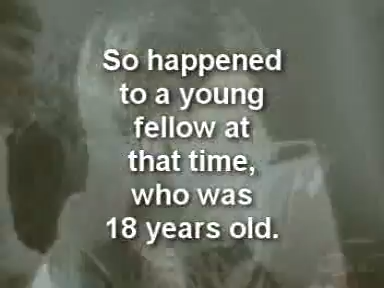 So happened
to a young
fellow at
that time,
who was
18 years old.